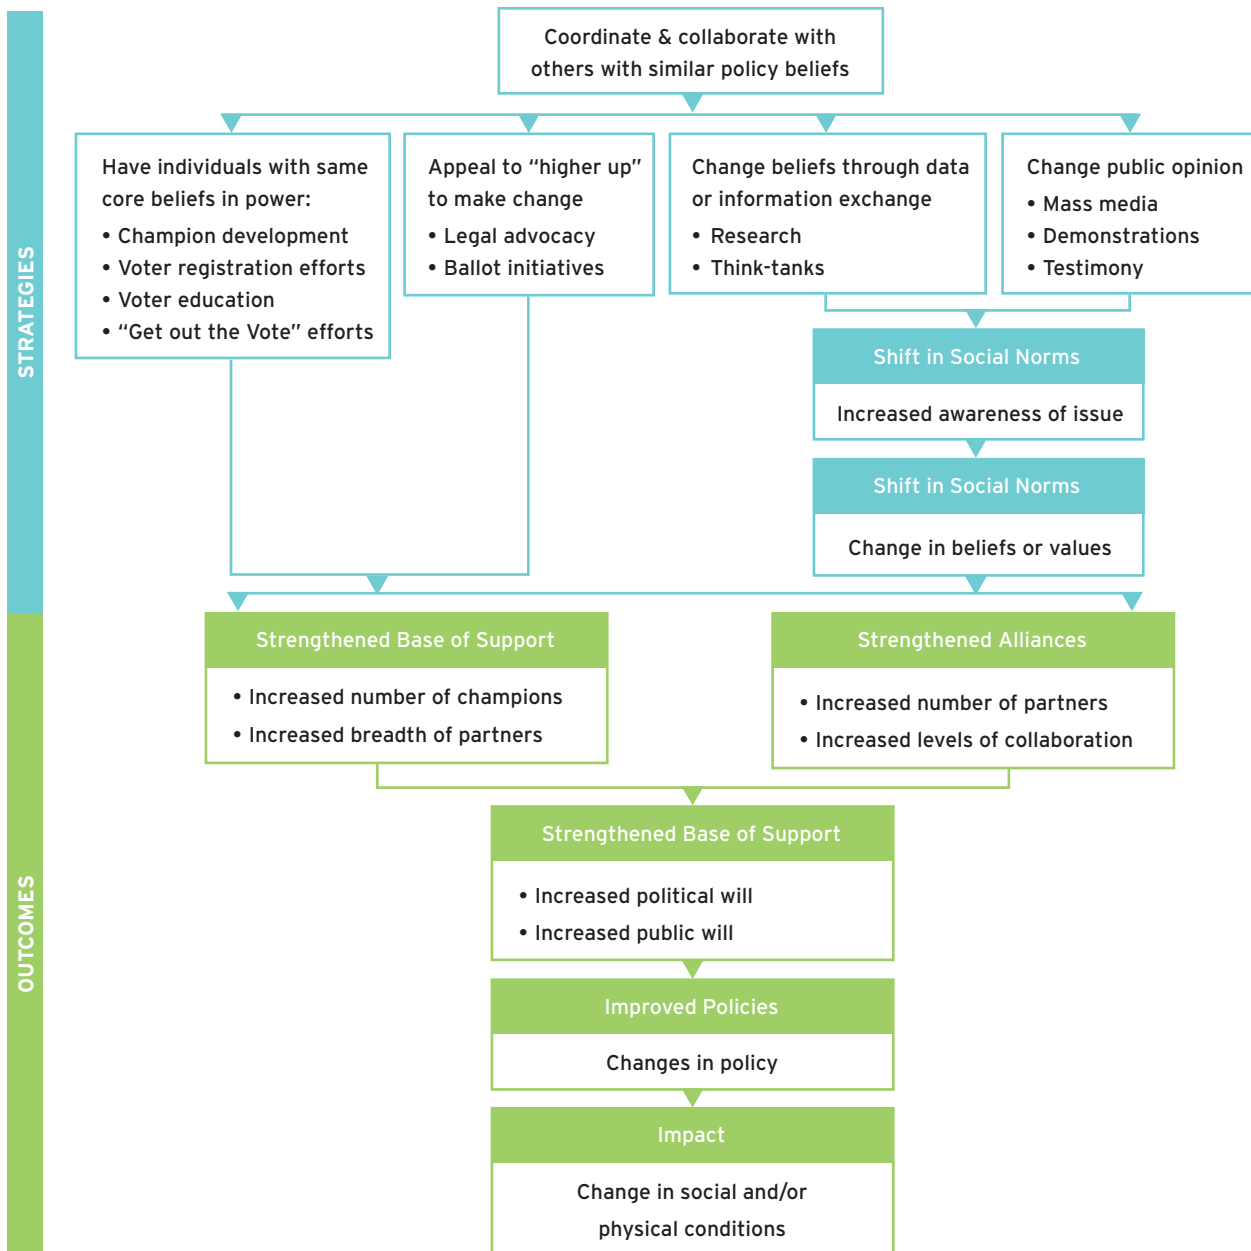 STRATEGIES
Coordinate & collaborate with
others with similar policy beliefs
Have individuals with same
core beliefs in power:
• Champion development
• Voter registration efforts
• Voter education
• “Get out the Vote” efforts
Appeal to “higher up”
to make change
• Legal advocacy
• Ballot initiatives
Change beliefs through data
or information exchange
• Research
• Think-tanks
Change public opinion
• Mass media
• Demonstrations
• Testimony
Shift in Social Norms
Increased awareness of issue
Shift in Social Norms
Change in beliefs or values
OUTCOMES
Strengthened Base of Support
• Increased number of champions
• Increased breadth of partners
Strengthened Alliances
• Increased number of partners
• Increased levels of collaboration
Strengthened Base of Support
• Increased political will
• Increased public will
Improved Policies
Changes in policy
Impact
Change in social and/or
physical conditions